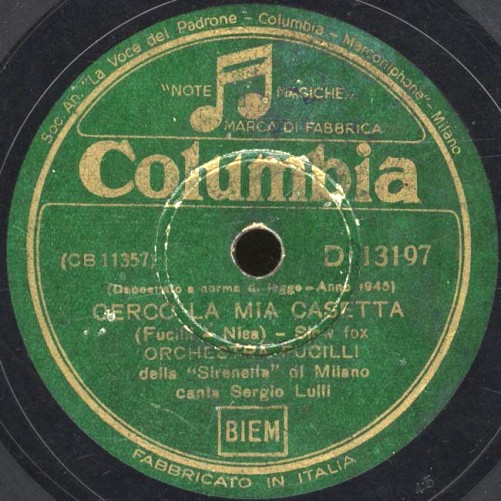 Soc. An. "La Voce del Padrone - Columbia - Marconiphone" - Milano
"NOTE MAGICHE"
MARCA DI FABBRICA
Columbia
(CB 11357) D 13197
(Depositato a norma di legge - Anno 1945)
CERCO LA MIA CASETTA
(Fucilli - Nisa) - Slow fox
ORCHESTRA FUCILLI
della "Sirenetta" di Milano
canta Sergio Lulli
BIEM
FABBRICATO IN ITALIA